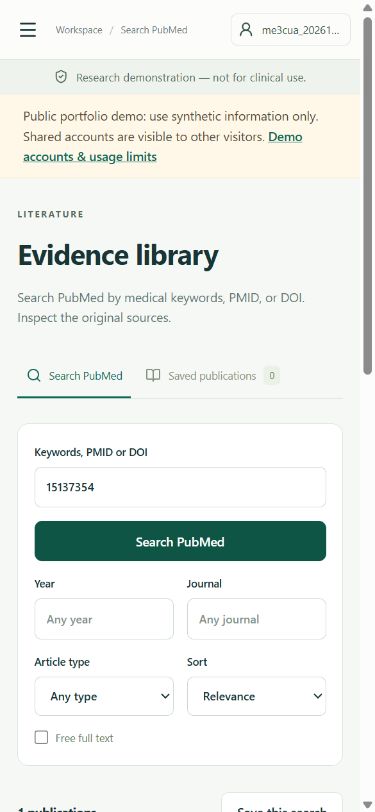 Workspace / Search PubMed
me3cua_20261...
Research demonstration — not for clinical use.
Public portfolio demo: use synthetic information only.
Shared accounts are visible to other visitors. Demo
accounts & usage limits
LITERATURE
Evidence library
Search PubMed by medical keywords, PMID, or DOI.
Inspect the original sources.
Search PubMed
Saved publications 0
Keywords, PMID or DOI
15137354
Search PubMed
Year
Journal
Any year
Any journal
Article type
Sort
Any type
Relevance
Free full text
1 publications
Save this search